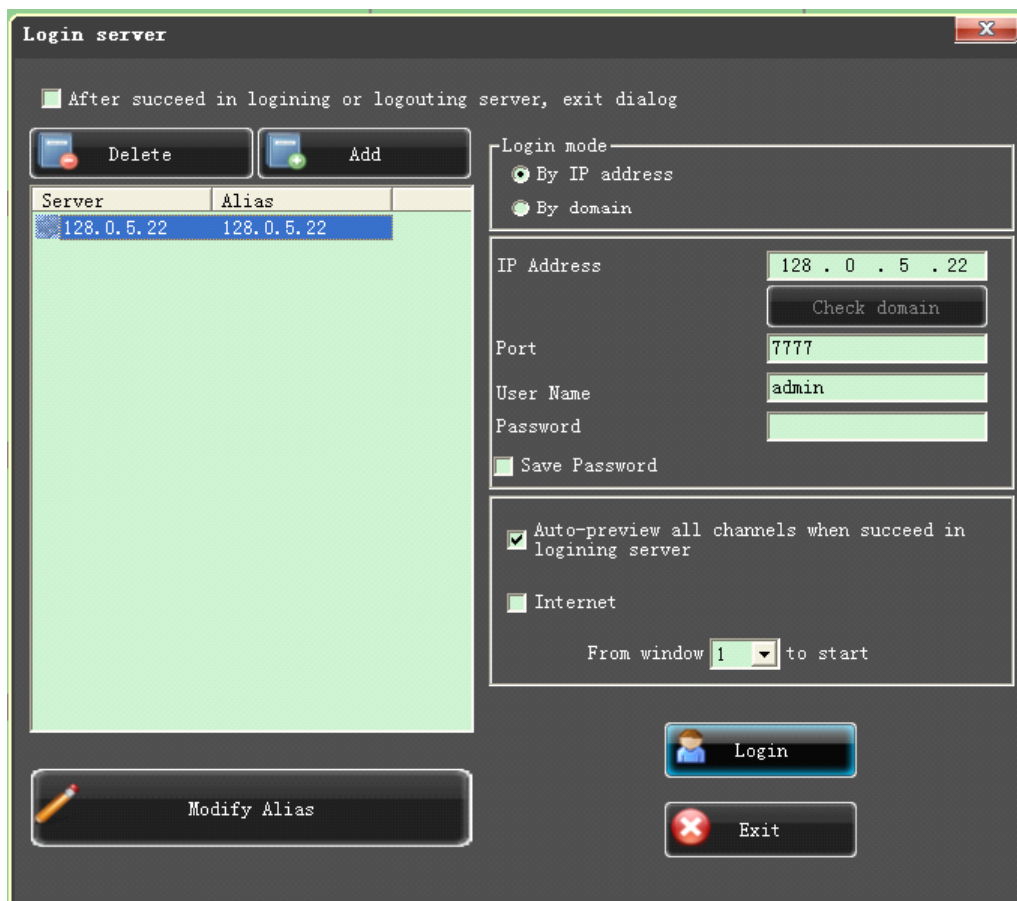 Login server
After succeed in logining or logouting server, exit dialog
Delete
Add
Server Alias
128.0.5.22 128.0.5.22
Modify Alias
Login mode
By IP address
By domain
IP Address 128 . 0 . 5 . 22
Check domain
Port 7777
User Name admin
Password
Save Password
Auto-preview all channels when succeed in
logining server
Internet
From window 1 to start
Login
Exit